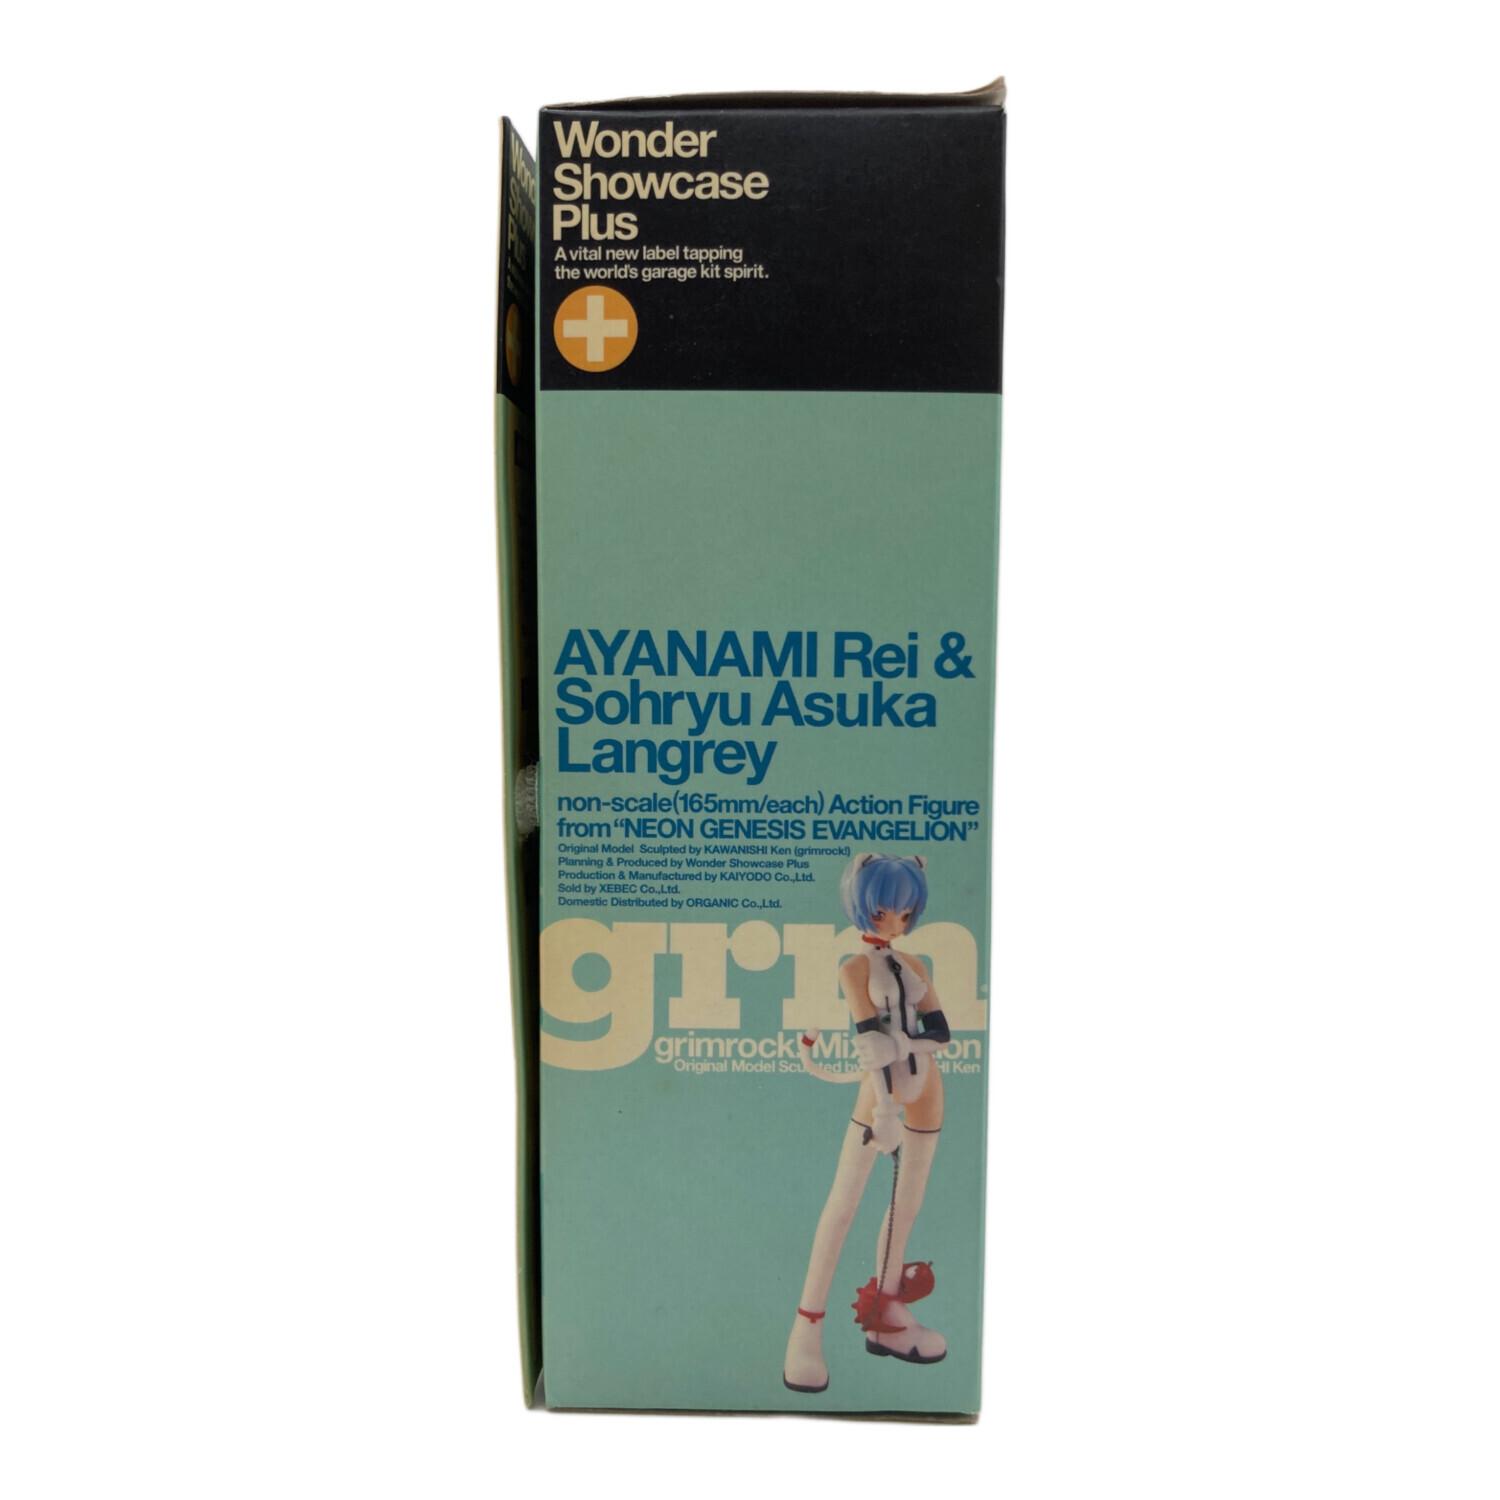 Wonder
Showcase
Plus
A vital new label tapping
the world's garage kit spirit.
AYANAMI Rei &
Sohryu Asuka
Langrey
non-scale(165mm/each) Action Figure
from "NEON GENESIS EVANGELION"
Original Model Sculpted by KAWANISHI Ken (grimrock!)
Planning & Produced by Wonder Showcase Plus
Production & Manufactured by KAIYODO Co.,Ltd.
Sold by XEBEC Co.,Ltd.
Domestic Distributed by ORGANIC Co.,Ltd.
grm
grimrock!
Original Model Sculpted by Ken